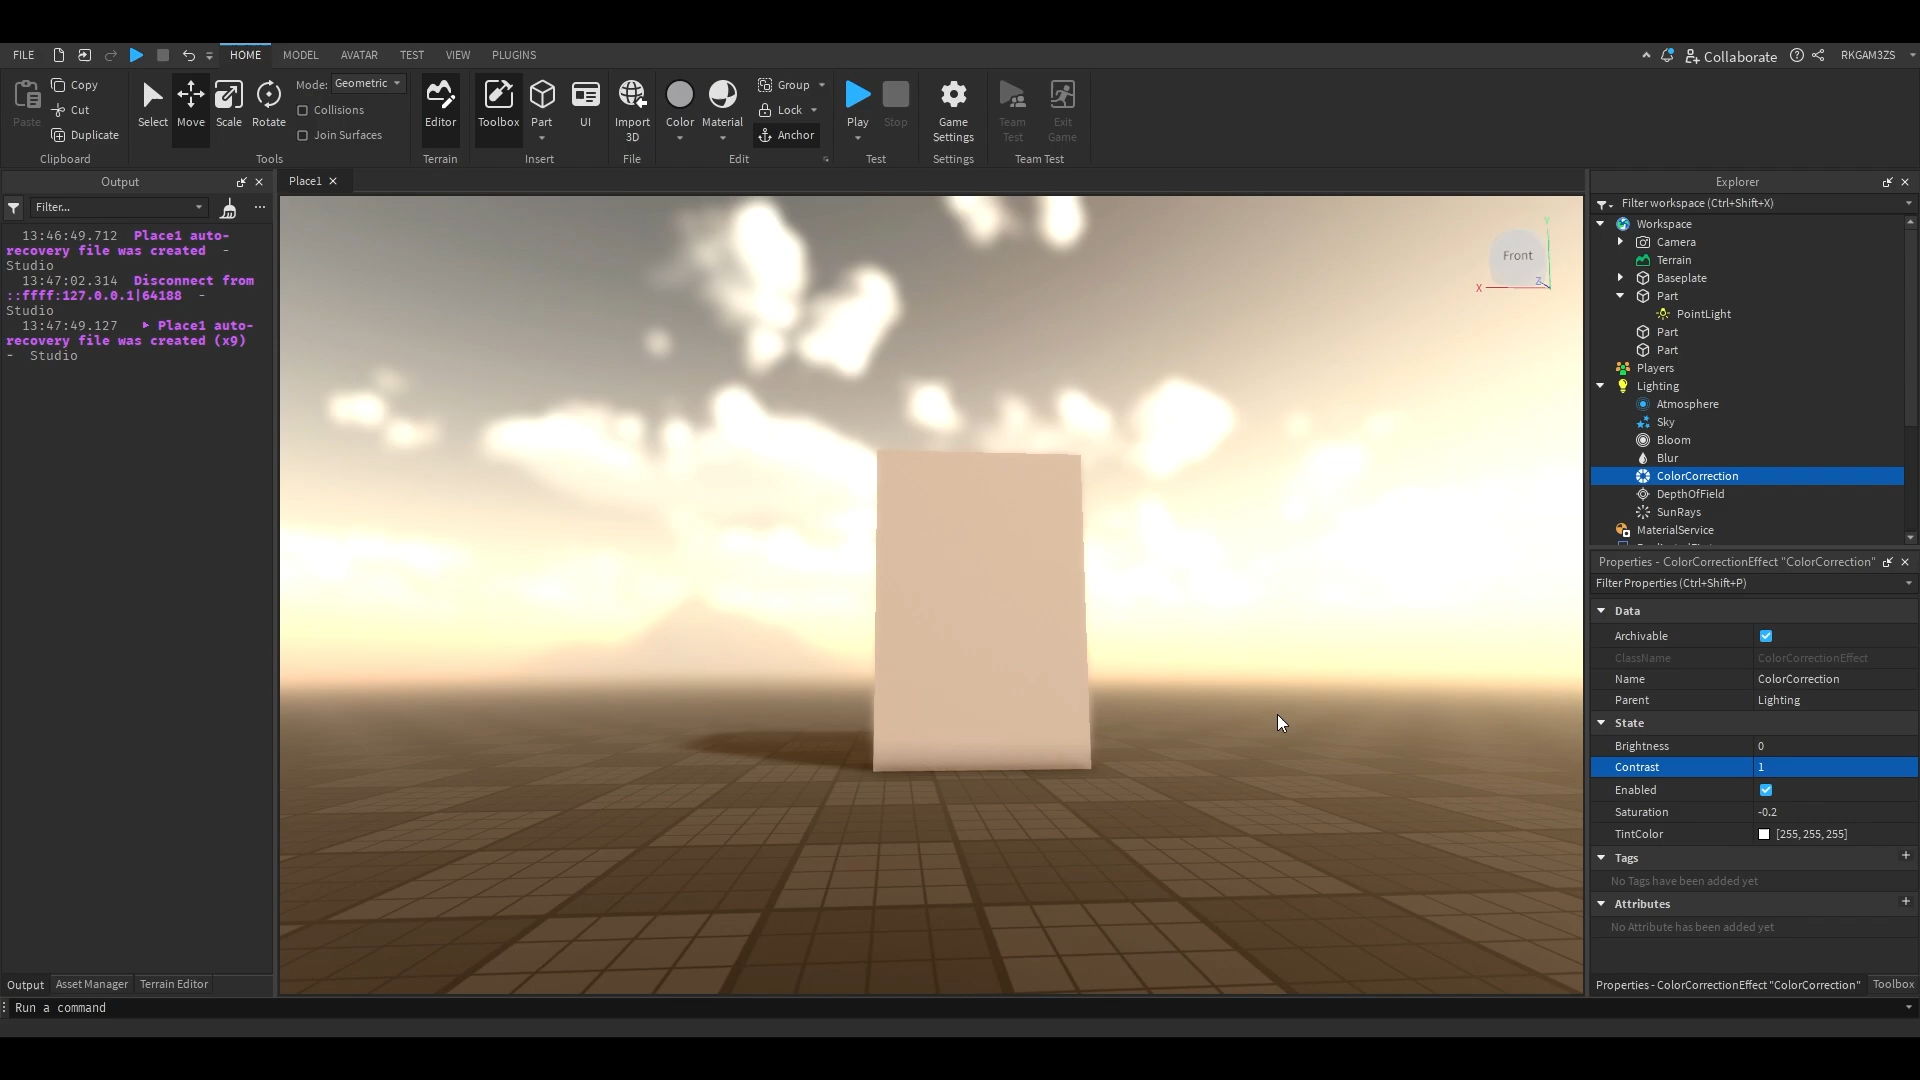 FILE
HOME
MODEL
AVATAR
TEST
VIEW
PLUGINS
Collaborate
RKGAM3ZS
Paste
Copy
Cut
Duplicate
Clipboard
Select
Move
Scale
Rotate
Mode: Geometric
Collisions
Join Surfaces
Tools
Editor
Terrain
Toolbox
Part
UI
Insert
Import
3D
File
Color
Material
Group
Lock
Anchor
Edit
Play
Stop
Test
Game
Settings
Settings
Team
Test
Exit
Game
Team Test
Output
Filter...
13:46:49.712 Place1 auto-
recovery file was created -
Studio
13:47:02.314 Disconnect from
::ffff:127.0.0.1|64188 -
Studio
13:47:49.127 Place1 auto-
recovery file was created (x9)
- Studio
Output
Asset Manager
Terrain Editor
Run a command
Place1
Front
X
Y
Z
Explorer
Filter workspace (Ctrl+Shift+X)
Workspace
Camera
Terrain
Baseplate
Part
PointLight
Part
Part
Players
Lighting
Atmosphere
Sky
Bloom
Blur
ColorCorrection
DepthOfField
SunRays
MaterialService
Properties - ColorCorrectionEffect "ColorCorrection"
Filter Properties (Ctrl+Shift+P)
Data
Archivable
ClassName ColorCorrectionEffect
Name ColorCorrection
Parent Lighting
State
Brightness 0
Contrast 1
Enabled
Saturation -0.2
TintColor [255, 255, 255]
Tags
No Tags have been added yet
Attributes
No Attribute has been added yet
Properties - ColorCorrectionEffect "ColorCorrection"
Toolbox